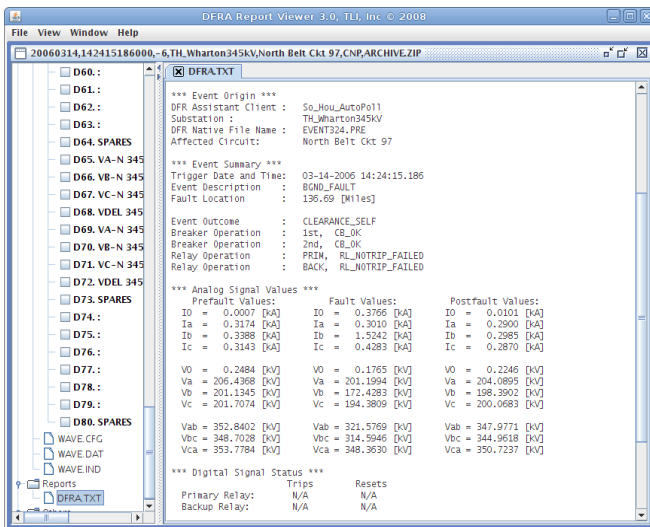 DFRA Report Viewer 3.0, TLI, Inc © 2008
File View Window Help
20060314,142415186000,-6,TH_Wharton345kV,North Belt Ckt 97,CNP,ARCHIVE.ZIP
D60. :
D61. :
D62. :
D63. :
D64. SPARES
D65. VA-N 345
D66. VB-N 345
D67. VC-N 345
D68. VDEL 345
D69. VA-N 345
D70. VB-N 345
D71. VC-N 345
D72. VDEL 345
D73. SPARES
D74. :
D75. :
D76. :
D77. :
D78. :
D79. :
D80. SPARES
WAVE.CFG
WAVE.DAT
WAVE.IND
Reports
DFRA.TXT
Others
DFRA.TXT
*** Event Origin ***
DFR Assistant Client : So_Hou_AutoPoll
Substation : TH_Wharton345kV
DFR Native File Name : EVENT324.PRE
Affected Circuit: North Belt Ckt 97
*** Event Summary ***
Trigger Date and Time: 03-14-2006 14:24:15.186
Event Description : BGND_FAULT
Fault Location : 136.69 [Miles]
Event Outcome : CLEARANCE_SELF
Breaker Operation : 1st, CB_OK
Breaker Operation : 2nd, CB_OK
Relay Operation : PRIM, RL_NOTRIP_FAILED
Relay Operation : BACK, RL_NOTRIP_FAILED
*** Analog Signal Values ***
Prefault Values: Fault Values: Postfault Values:
I0 = 0.0007 [kA] I0 = 0.3766 [kA] I0 = 0.0101 [kA]
Ia = 0.3174 [kA] Ia = 0.3010 [kA] Ia = 0.2900 [kA]
Ib = 0.3388 [kA] Ib = 1.5242 [kA] Ib = 0.2985 [kA]
Ic = 0.3143 [kA] Ic = 0.4283 [kA] Ic = 0.2870 [kA]
V0 = 0.2484 [kV] V0 = 0.1765 [kV] V0 = 0.2246 [kV]
Va = 206.4368 [kV] Va = 201.1994 [kV] Va = 204.0895 [kV]
Vb = 201.1345 [kV] Vb = 172.4283 [kV] Vb = 198.3902 [kV]
Vc = 201.7074 [kV] Vc = 194.3809 [kV] Vc = 200.0683 [kV]
Vab = 352.8402 [kV] Vab = 321.5769 [kV] Vab = 347.9771 [kV]
Vbc = 348.7028 [kV] Vbc = 314.5946 [kV] Vbc = 344.9618 [kV]
Vca = 353.7784 [kV] Vca = 348.3630 [kV] Vca = 350.7237 [kV]
*** Digital Signal Status ***
Trips Resets
Primary Relay: N/A N/A
Backup Relay: N/A N/A